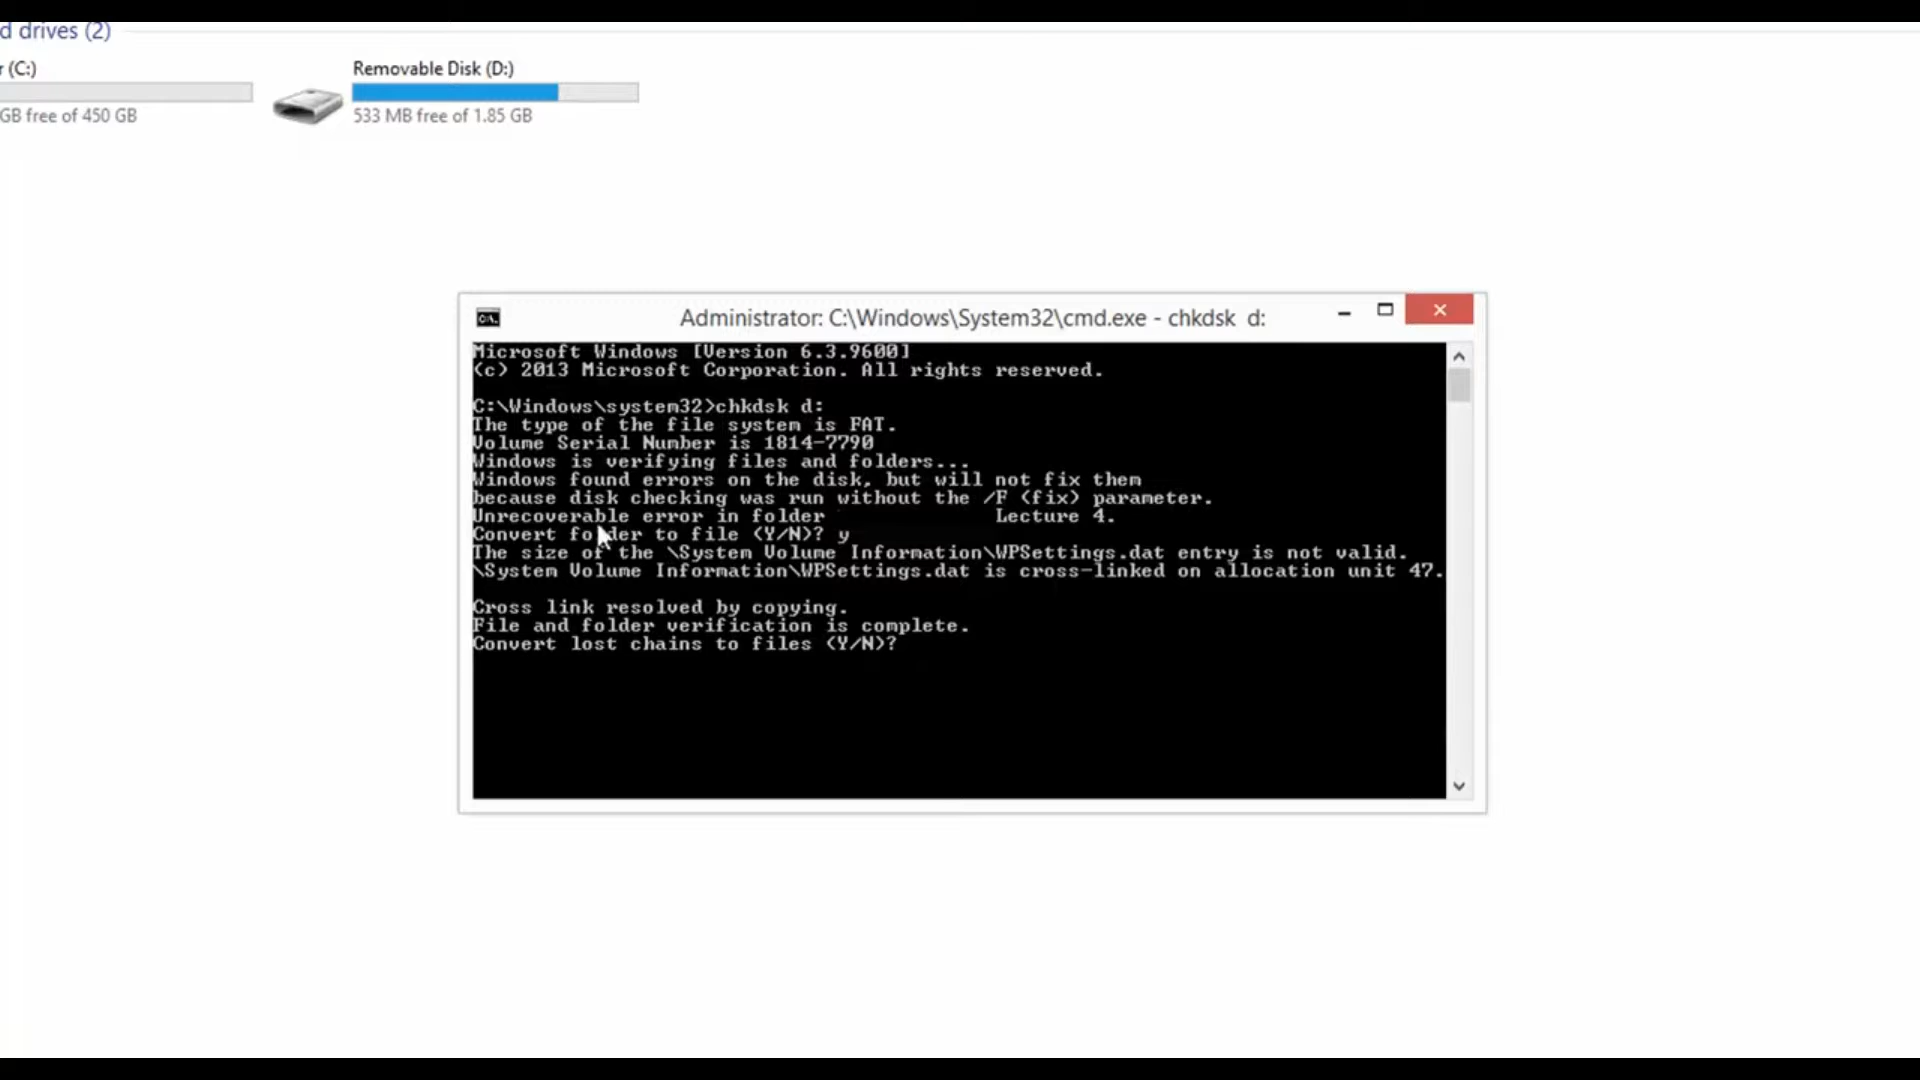 d drives (2)
r (C:)
GB free of 450 GB
Removable Disk (D:)
533 MB free of 1.85 GB
Administrator: C:\Windows\System32\cmd.exe - chkdsk  d:
Microsoft Windows [Version 6.3.9600]
(c) 2013 Microsoft Corporation. All rights reserved.
C:\Windows\system32>chkdsk d:
The type of the file system is FAT.
Volume Serial Number is 1814-7790
Windows is verifying files and folders...
Windows found errors on the disk, but will not fix them
because disk checking was run without the /F (fix) parameter.
Unrecoverable error in folder Lecture 4.
Convert folder to file (Y/N)? y
The size of the \System Volume Information\WPSettings.dat entry is not valid.
\System Volume Information\WPSettings.dat is cross-linked on allocation unit 47.
Cross link resolved by copying.
File and folder verification is complete.
Convert lost chains to files (Y/N)?